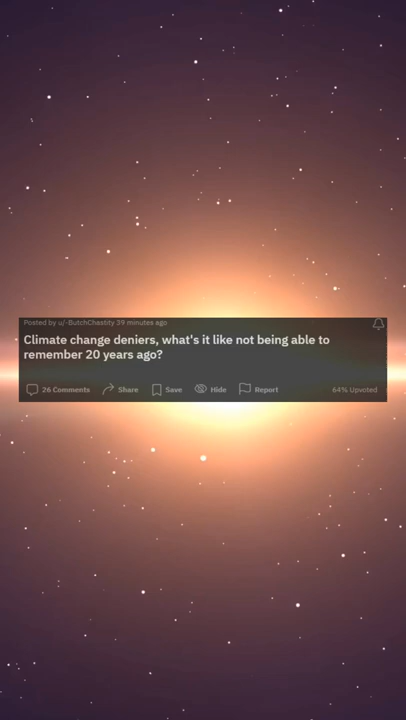 Posted by u/-ButchChastity 39 minutes ago
Climate change deniers, what's it like not being able to
remember 20 years ago?
26 Comments Share Save Hide Report 64% Upvoted